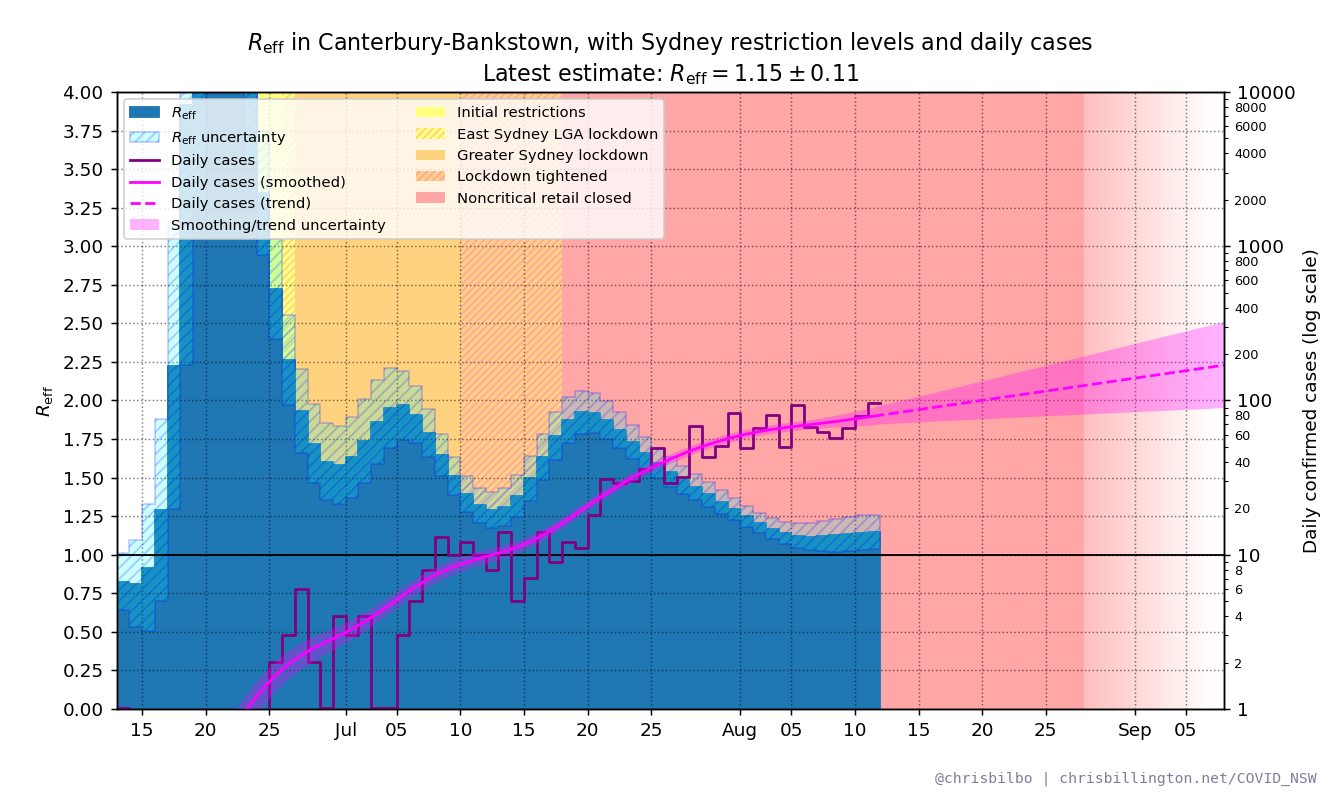 R_eff in Canterbury-Bankstown, with Sydney restriction levels and daily cases
Latest estimate: R_eff = 1.15 ± 0.11
R_eff
R_eff uncertainty
Daily cases
Daily cases (smoothed)
Daily cases (trend)
Smoothing/trend uncertainty
Initial restrictions
East Sydney LGA lockdown
Greater Sydney lockdown
Lockdown tightened
Noncritical retail closed
R_eff
4.00
3.75
3.50
3.25
3.00
2.75
2.50
2.25
2.00
1.75
1.50
1.25
1.00
0.75
0.50
0.25
0.00
15
20
25
Jul
05
10
15
20
25
Aug
05
10
15
20
25
Sep
05
10000
8000
6000
4000
2000
1000
800
600
400
200
100
80
60
40
20
10
8
6
4
2
1
Daily confirmed cases (log scale)
@chrisbilbo | chrisbillington.net/COVID_NSW